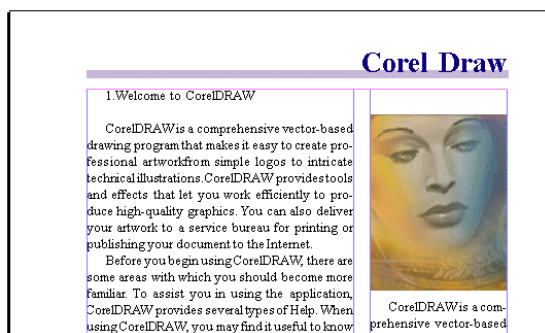 Corel Draw
1.Welcome to CorelDRAW
CorelDRAW is a comprehensive vector-based
drawing program that makes it easy to create pro-
fessional artworkfrom simple logos to intricate
technical illustrations. CorelDRAW provides tools
and effects that let you work efficiently to pro-
duce high-quality graphics. You can also deliver
your artwork to a service bureau for printing or
publishing your document to the Internet.
Before you begin using CorelDRAW, there are
some areas with which you should become more
familiar. To assist you in using the application,
CorelDRAW provides several types of Help. When
using CorelDRAW, you may find it useful to know
CorelDRAW is a com-
prehensive vector-based